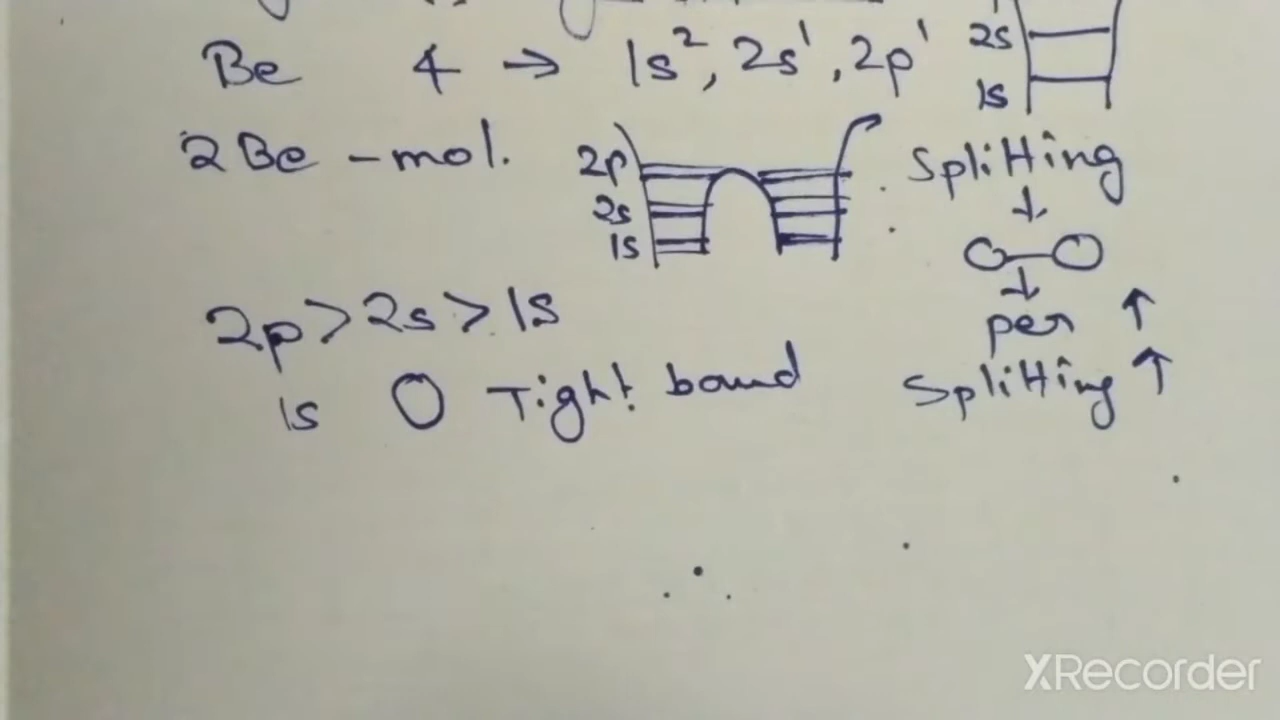 Be 4 → 1s², 2s¹, 2p¹
2s
1s
2Be - mol.
2p
2s
1s
Splitting
↓
↓
per ↑
Splitting ↑
2p > 2s > 1s
1s O Tight bound
XRecorder